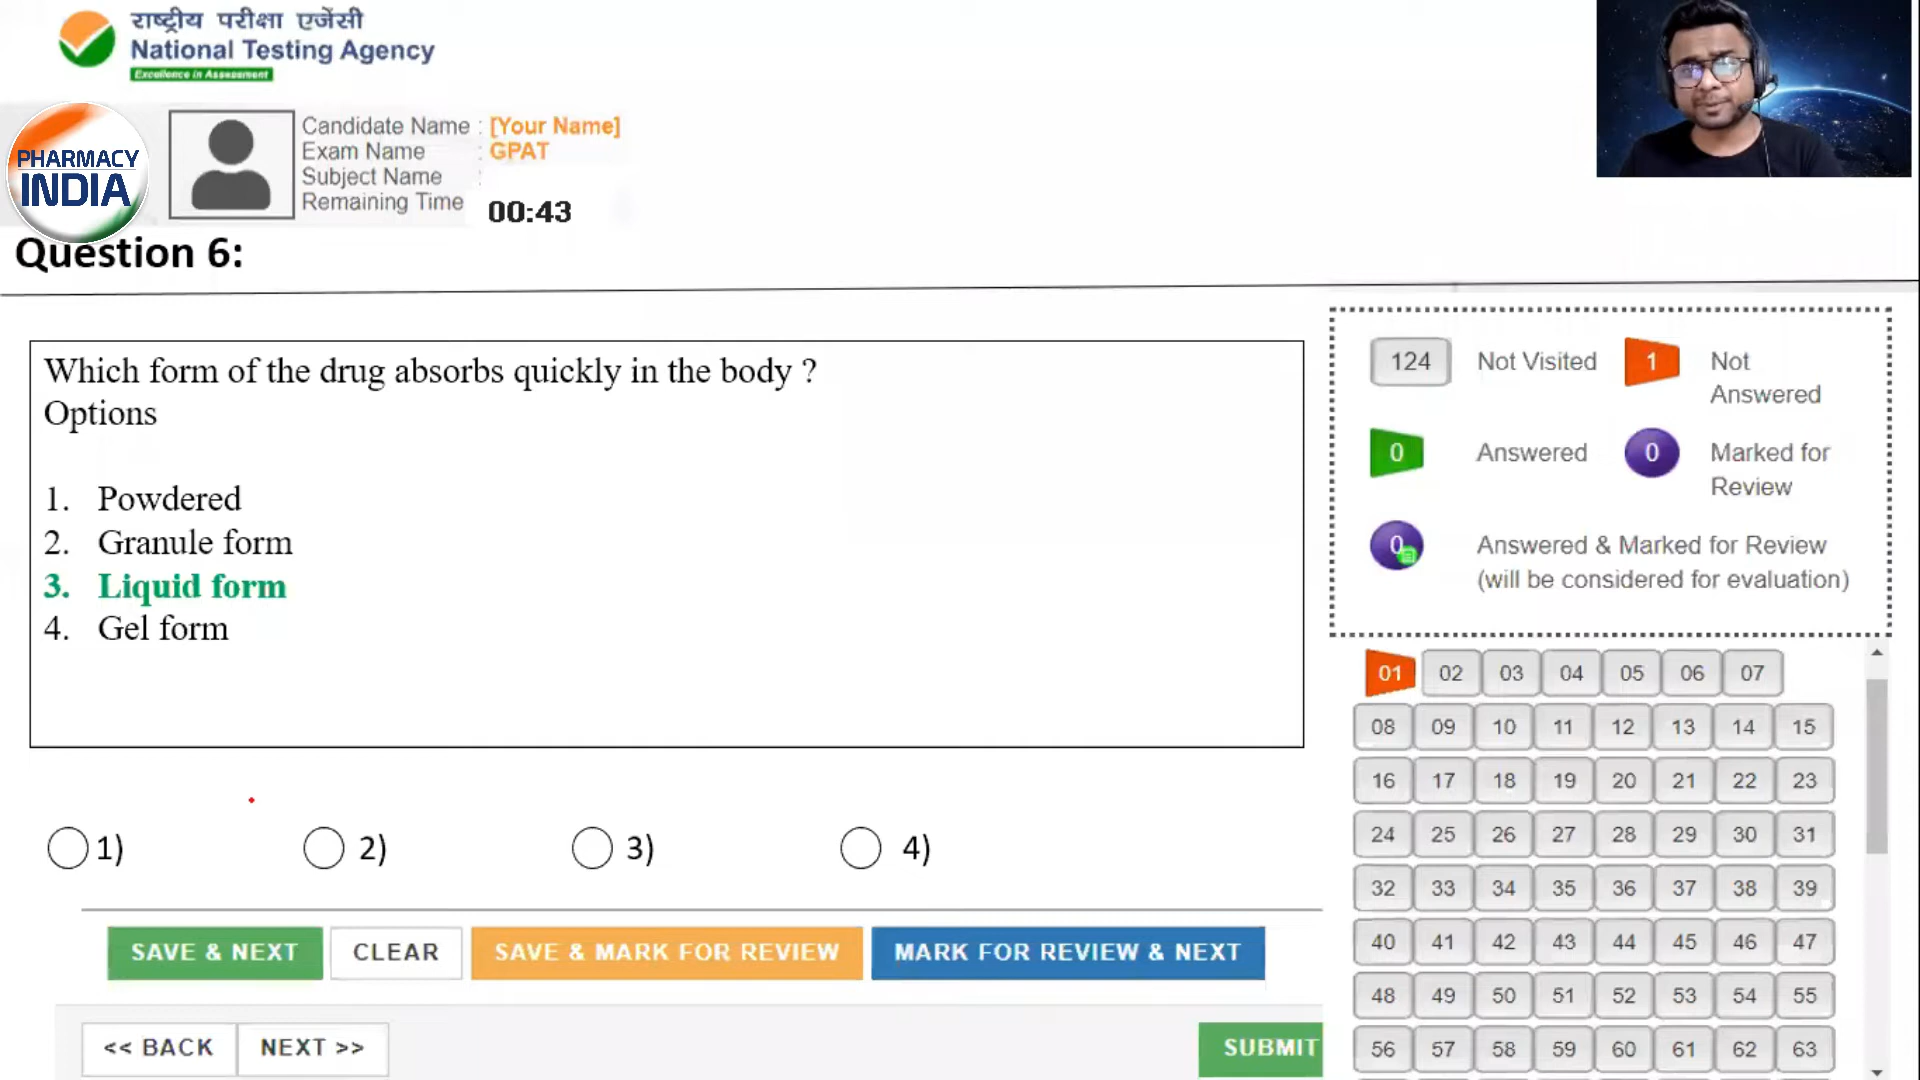 राष्ट्रीय परीक्षा एजेंसी
National Testing Agency
Excellence in Assessment
PHARMACY
INDIA
Candidate Name : [Your Name]
Exam Name : GPAT
Subject Name :
Remaining Time 00:43
Question 6:
Which form of the drug absorbs quickly in the body ?
Options
1. Powdered
2. Granule form
3. Liquid form
4. Gel form
1) 2) 3) 4)
SAVE & NEXT CLEAR SAVE & MARK FOR REVIEW MARK FOR REVIEW & NEXT
<< BACK NEXT >> SUBMIT
124 Not Visited 1 Not
Answered
0 Answered 0 Marked for
Review
0 Answered & Marked for Review
(will be considered for evaluation)
01 02 03 04 05 06 07
08 09 10 11 12 13 14 15
16 17 18 19 20 21 22 23
24 25 26 27 28 29 30 31
32 33 34 35 36 37 38 39
40 41 42 43 44 45 46 47
48 49 50 51 52 53 54 55
56 57 58 59 60 61 62 63